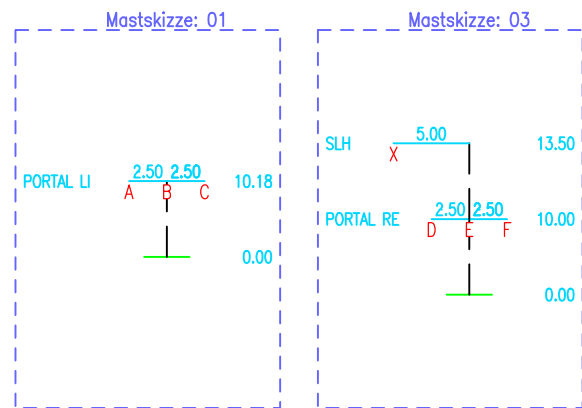 Mastskizze: 01
2.50 2.50
PORTAL LI
10.18
A B C
0.00
Mastskizze: 03
5.00
SLH
13.50
X
2.50 2.50
PORTAL RE
10.00
D E F
0.00